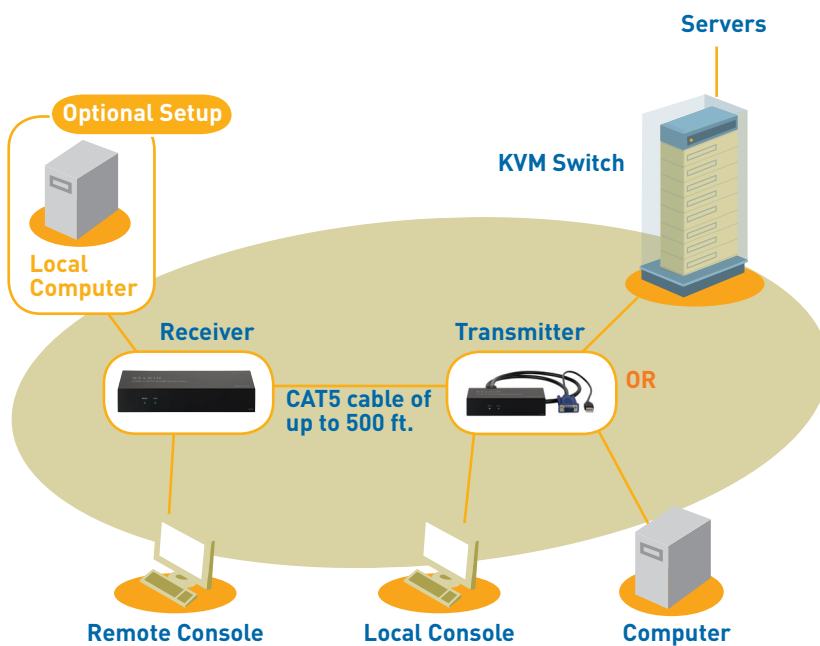 Servers
Optional Setup
KVM Switch
Local
Computer
Receiver
Transmitter
BELKIN
OR
CAT5 cable of
up to 500 ft.
Remote Console
Local Console
Computer